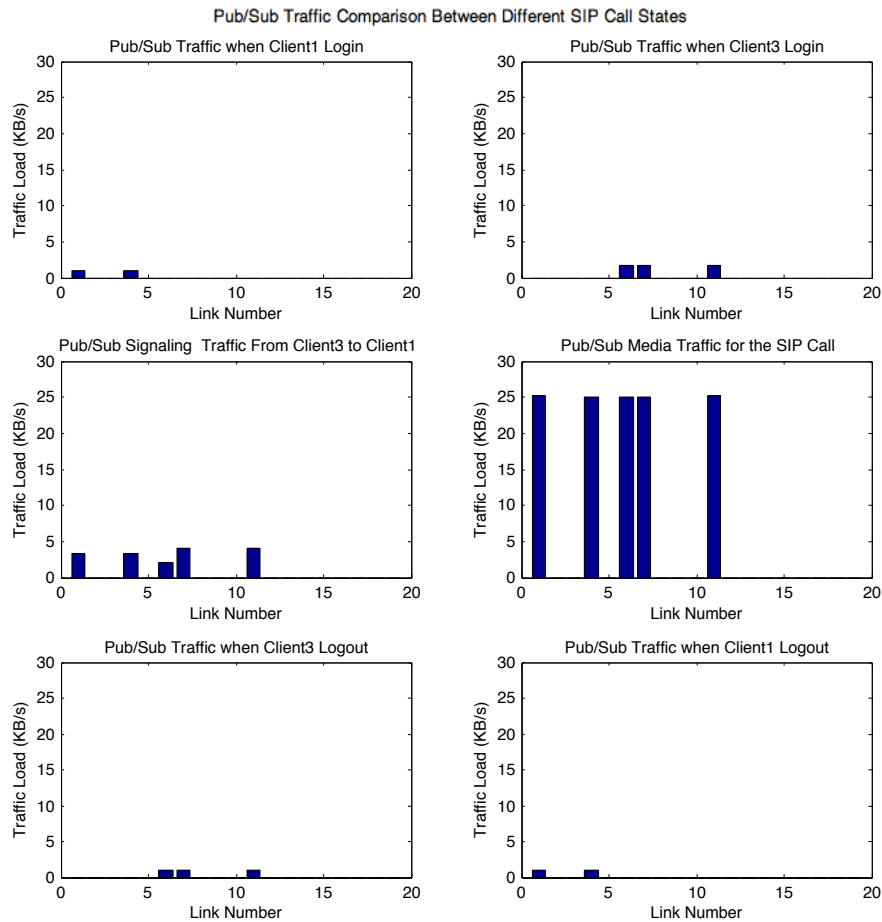 Pub/Sub Traffic Comparison Between Different SIP Call States
Pub/Sub Traffic when Client1 Login
30
25
20
15
10
5
0
Traffic Load (KB/s)
0 5 10 15 20
Link Number
Pub/Sub Traffic when Client3 Login
30
25
20
15
10
5
0
Traffic Load (KB/s)
0 5 10 15 20
Link Number
Pub/Sub Signaling Traffic From Client3 to Client1
30
25
20
15
10
5
0
Traffic Load (KB/s)
0 5 10 15 20
Link Number
Pub/Sub Media Traffic for the SIP Call
30
25
20
15
10
5
0
Traffic Load (KB/s)
0 5 10 15 20
Link Number
Pub/Sub Traffic when Client3 Logout
30
25
20
15
10
5
0
Traffic Load (KB/s)
0 5 10 15 20
Link Number
Pub/Sub Traffic when Client1 Logout
30
25
20
15
10
5
0
Traffic Load (KB/s)
0 5 10 15 20
Link Number